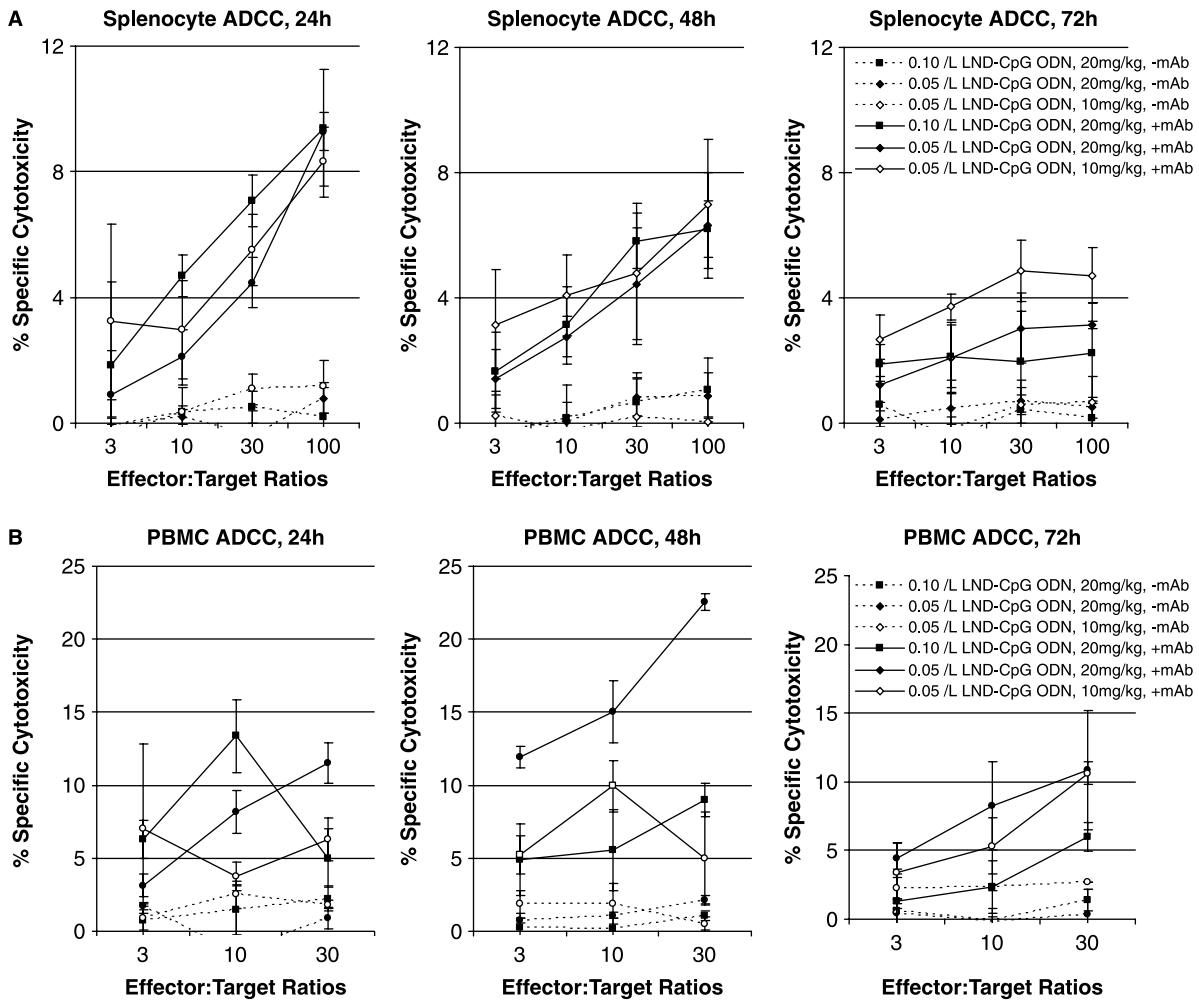 A
Splenocyte ADCC, 24h
Splenocyte ADCC, 48h
Splenocyte ADCC, 72h
% Specific Cytotoxicity
12
8
4
0
3
10
30
100
Effector:Target Ratios
% Specific Cytotoxicity
12
8
4
0
3
10
30
100
Effector:Target Ratios
% Specific Cytotoxicity
12
8
4
0
3
10
30
100
Effector:Target Ratios
0.10 /L LND-CpG ODN, 20mg/kg, -mAb
0.05 /L LND-CpG ODN, 20mg/kg, -mAb
0.05 /L LND-CpG ODN, 10mg/kg, -mAb
0.10 /L LND-CpG ODN, 20mg/kg, +mAb
0.05 /L LND-CpG ODN, 20mg/kg, +mAb
0.05 /L LND-CpG ODN, 10mg/kg, +mAb
B
PBMC ADCC, 24h
PBMC ADCC, 48h
PBMC ADCC, 72h
% Specific Cytotoxicity
25
20
15
10
5
0
3
10
30
Effector:Target Ratios
% Specific Cytotoxicity
25
20
15
10
5
0
3
10
30
Effector:Target Ratios
% Specific Cytotoxicity
25
20
15
10
5
0
3
10
30
Effector:Target Ratios
0.10 /L LND-CpG ODN, 20mg/kg, -mAb
0.05 /L LND-CpG ODN, 20mg/kg, -mAb
0.05 /L LND-CpG ODN, 10mg/kg, -mAb
0.10 /L LND-CpG ODN, 20mg/kg, +mAb
0.05 /L LND-CpG ODN, 20mg/kg, +mAb
0.05 /L LND-CpG ODN, 10mg/kg, +mAb